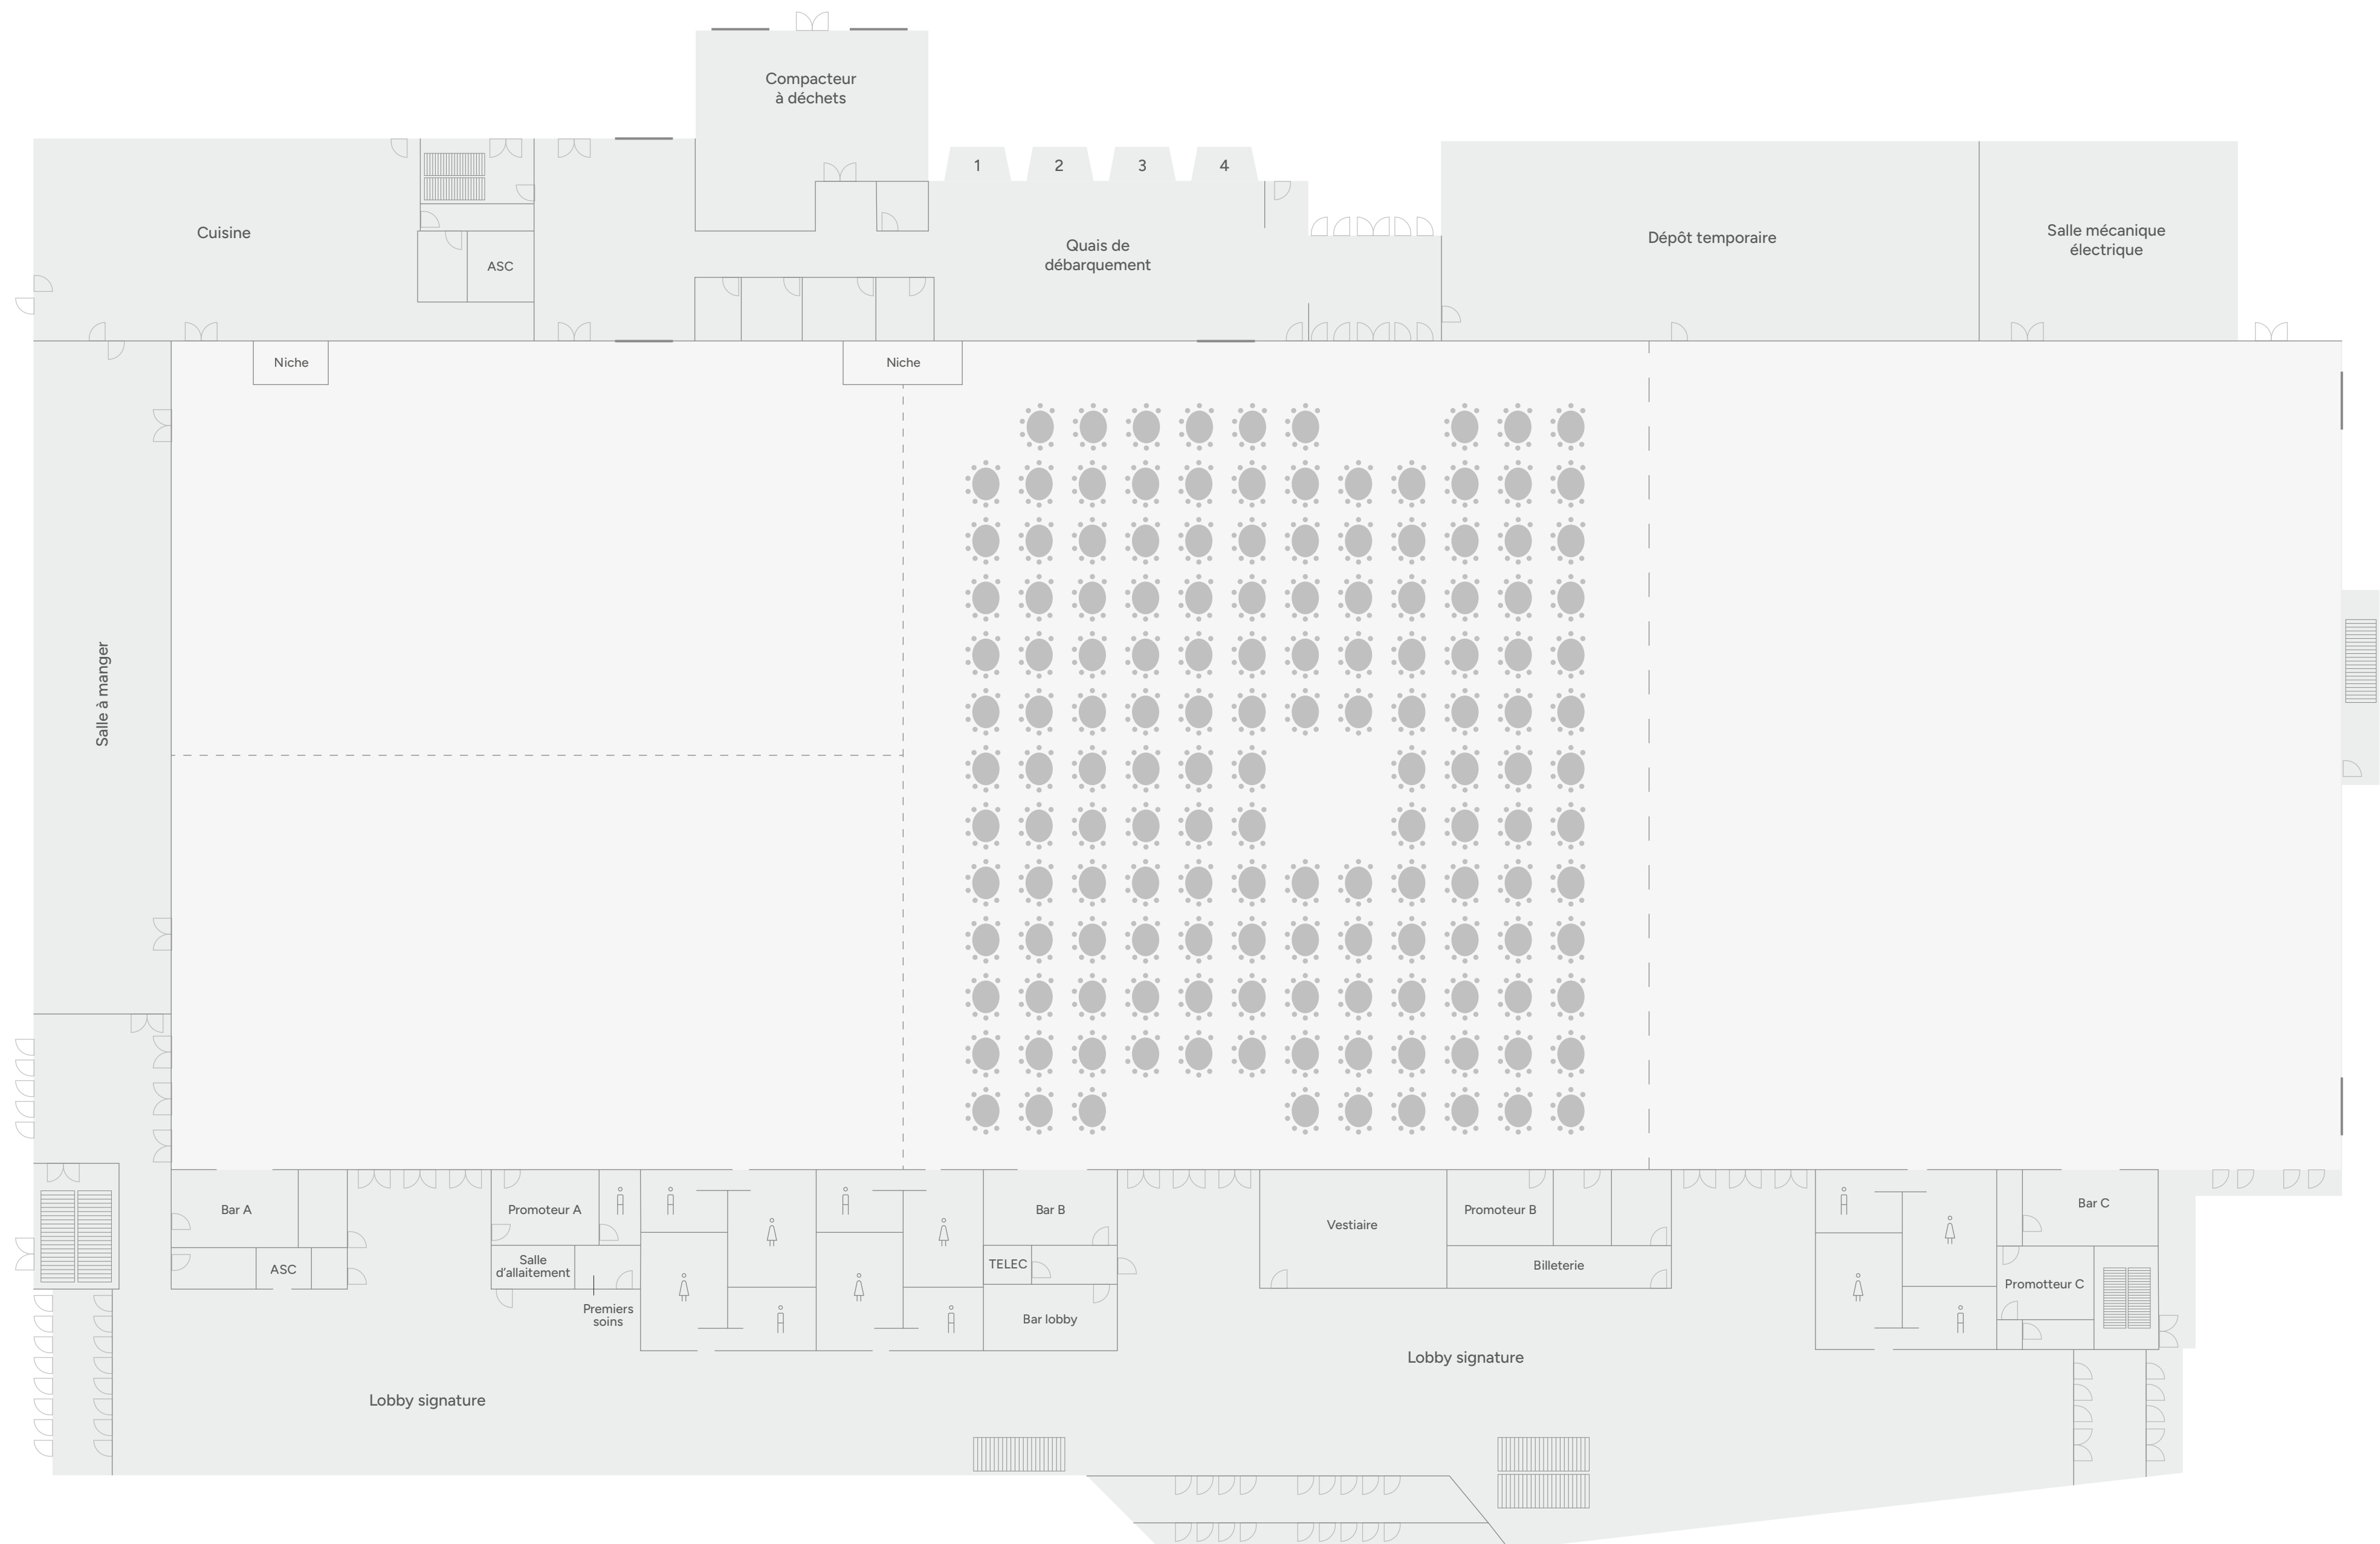 Compacteur
à déchets
1
2
3
4
Cuisine
ASC
Quais de
débarquement
Dépôt temporaire
Salle mécanique
électrique
Niche
Niche
Salle à manger
Bar A
ASC
Promoteur A
Salle
d'allaitement
Premiers
soins
Bar B
TELEC
Bar lobby
Vestiaire
Promoteur B
Billeterie
Bar C
Promotteur C
Lobby signature
Lobby signature